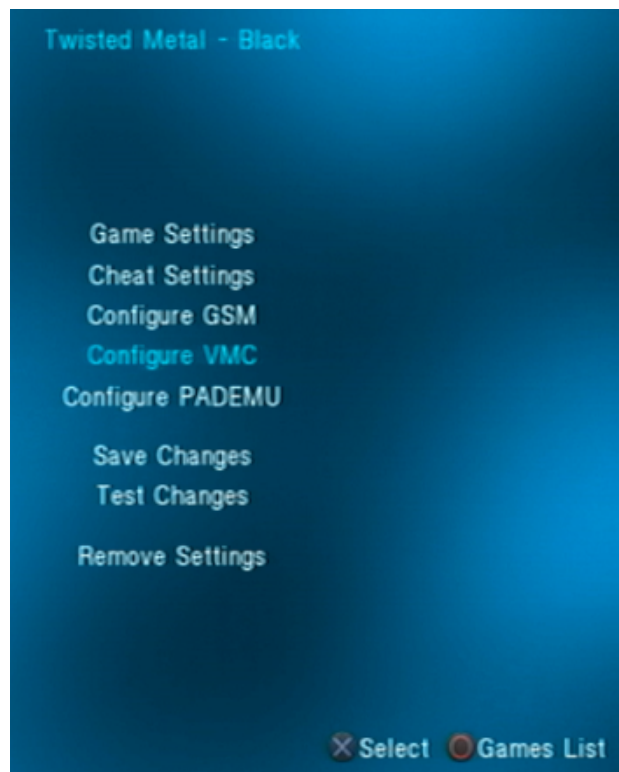 Twisted Metal - Black
Game Settings
Cheat Settings
Configure GSM
Configure VMC
Configure PADEMU
Save Changes
Test Changes
Remove Settings
Select Games List